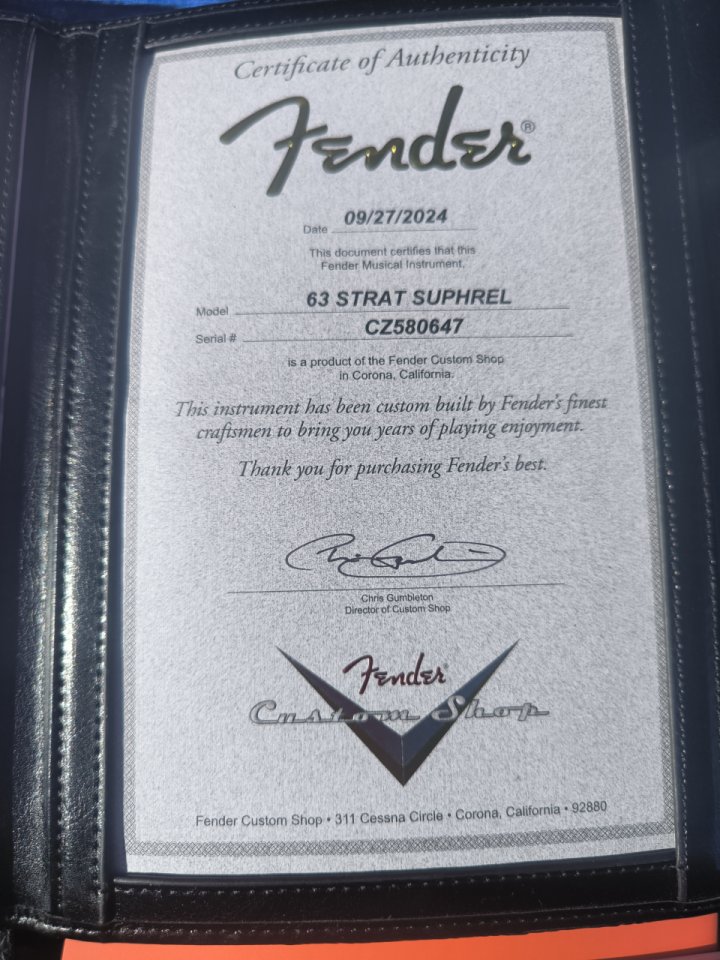 Certificate of Authenticity
Fender®
Date 09/27/2024
This document certifies that this
Fender Musical Instrument,
Model 63 STRAT SUPHREL
Serial # CZ580647
is a product of the Fender Custom Shop
in Corona, California.
This instrument has been custom built by Fender's finest
craftsmen to bring you years of playing enjoyment.
Thank you for purchasing Fender's best.
Chris Gumbleton
Director of Custom Shop
Fender
Custom Shop
Fender Custom Shop • 311 Cessna Circle • Corona, California • 92880